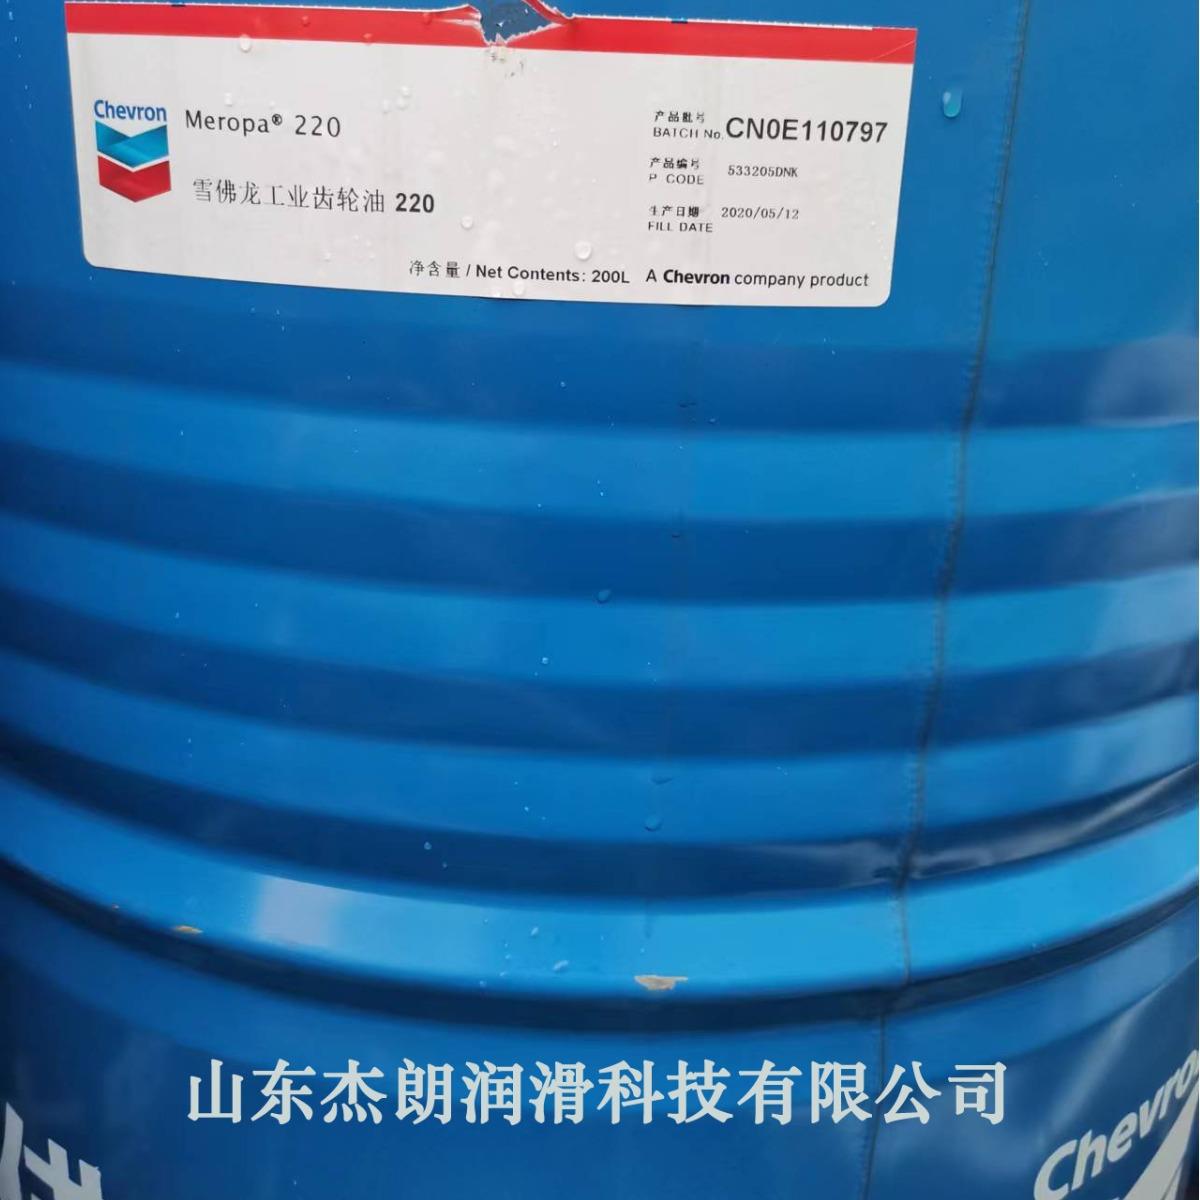 Chevron
Meropa® 220
雪佛龙工业齿轮油 220
产品批号
BATCH No. CN0E110797
产品编号
P CODE 533205DNK
生产日期
FILL DATE 2020/05/12
净含量 / Net Contents: 200L A Chevron company product
山东杰朗润滑科技有限公司
Chevron